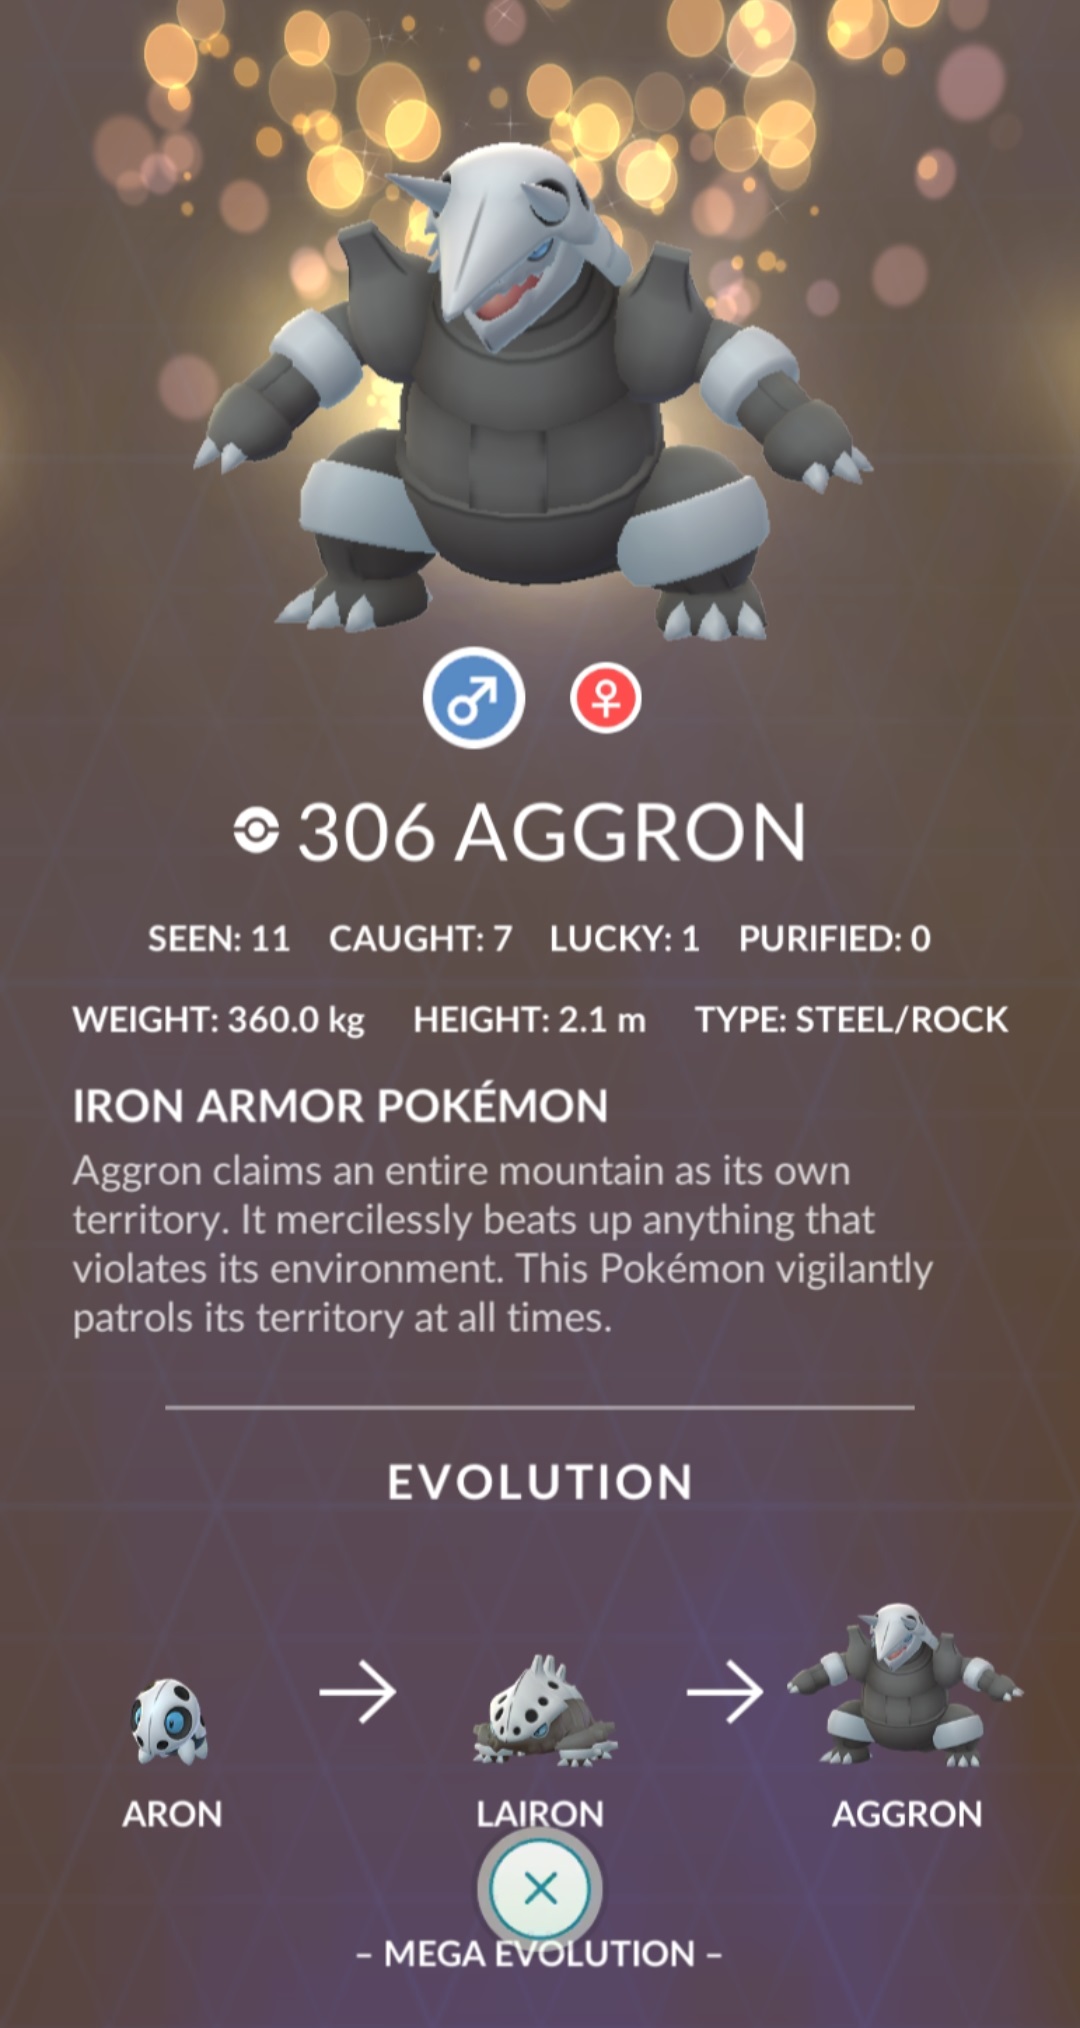 306 AGGRON
SEEN: 11 CAUGHT: 7 LUCKY: 1 PURIFIED: 0
WEIGHT: 360.0 kg HEIGHT: 2.1 m TYPE: STEEL/ROCK
IRON ARMOR POKÉMON
Aggron claims an entire mountain as its own
territory. It mercilessly beats up anything that
violates its environment. This Pokémon vigilantly
patrols its territory at all times.
EVOLUTION
ARON LAIRON AGGRON
– MEGA EVOLUTION –